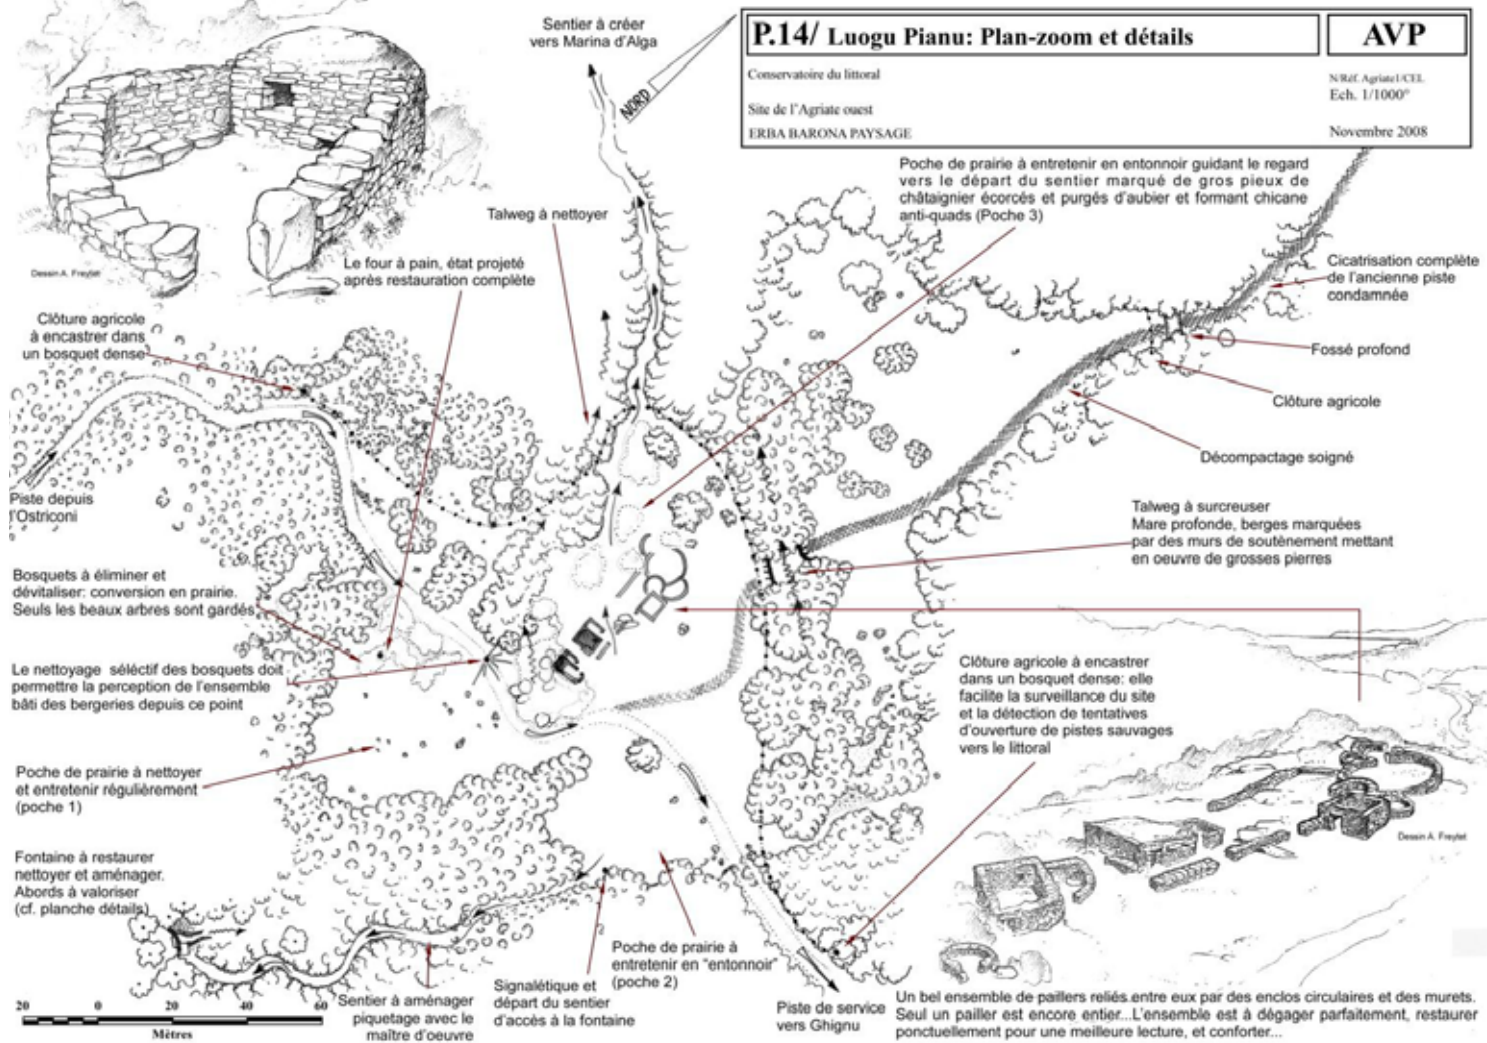 P.14/ Luogu Pianu: Plan-zoom et détails
AVP
Conservatoire du littoral
Site de l'Agriate ouest
ERBA BARONA PAYSAGE
N/Réf. Agriate1/CEL
Ech. 1/1000°
Novembre 2008
Sentier à créer
vers Marina d'Alga
NORD
Dessin A. Freytet
Talweg à nettoyer
Le four à pain, état projeté
après restauration complète
Poche de prairie à entretenir en entonnoir guidant le regard
vers le départ du sentier marqué de gros pieux de
châtaignier écorcés et purgés d'aubier et formant chicane
anti-quads (Poche 3)
Cicatrisation complète
de l'ancienne piste
condamnée
Fossé profond
Clôture agricole
Décompactage soigné
Clôture agricole
à encastrer dans
un bosquet dense
Piste depuis
l'Ostriconi
Talweg à surcreuser
Mare profonde, berges marquées
par des murs de soutènement mettant
en oeuvre de grosses pierres
Bosquets à éliminer et
dévitaliser: conversion en prairie.
Seuls les beaux arbres sont gardés
Le nettoyage séléctif des bosquets doit
permettre la perception de l'ensemble
bâti des bergeries depuis ce point
Clôture agricole à encastrer
dans un bosquet dense: elle
facilite la surveillance du site
et la détection de tentatives
d'ouverture de pistes sauvages
vers le littoral
Poche de prairie à nettoyer
et entretenir régulièrement
(poche 1)
Fontaine à restaurer
nettoyer et aménager.
Abords à valoriser
(cf. planche détails)
Dessin A. Freytet
Poche de prairie à
entretenir en "entonnoir"
(poche 2)
Signalétique et
départ du sentier
d'accès à la fontaine
Sentier à aménager
piquetage avec le
maître d'oeuvre
20 0 20 40 60
Mètres
Piste de service
vers Ghignu
Un bel ensemble de paillers reliés entre eux par des enclos circulaires et des murets.
Seul un pailler est encore entier...L'ensemble est à dégager parfaitement, restaurer
ponctuellement pour une meilleure lecture, et conforter...